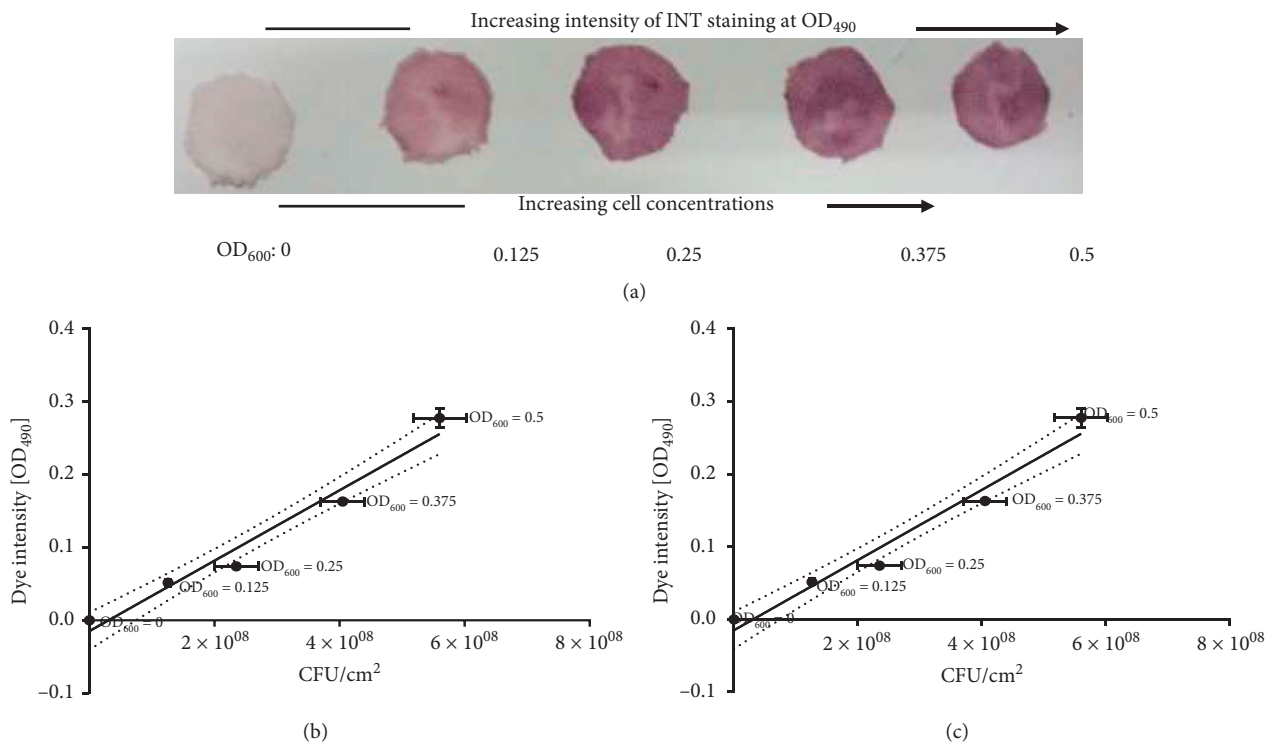 Increasing intensity of INT staining at OD490
Increasing cell concentrations
OD600: 0
0.125
0.25
0.375
0.5
(a)
0.4
0.3
0.2
0.1
0.0
−0.1
Dye intensity [OD490]
OD600 = 0.5
OD600 = 0.375
OD600 = 0.25
OD600 = 0.125
OD600 = 0
2 × 10^08
4 × 10^08
6 × 10^08
8 × 10^08
CFU/cm²
(b)
0.4
0.3
0.2
0.1
0.0
−0.1
Dye intensity [OD490]
OD600 = 0.5
OD600 = 0.375
OD600 = 0.25
OD600 = 0.125
OD600 = 0
2 × 10^08
4 × 10^08
6 × 10^08
8 × 10^08
CFU/cm²
(c)